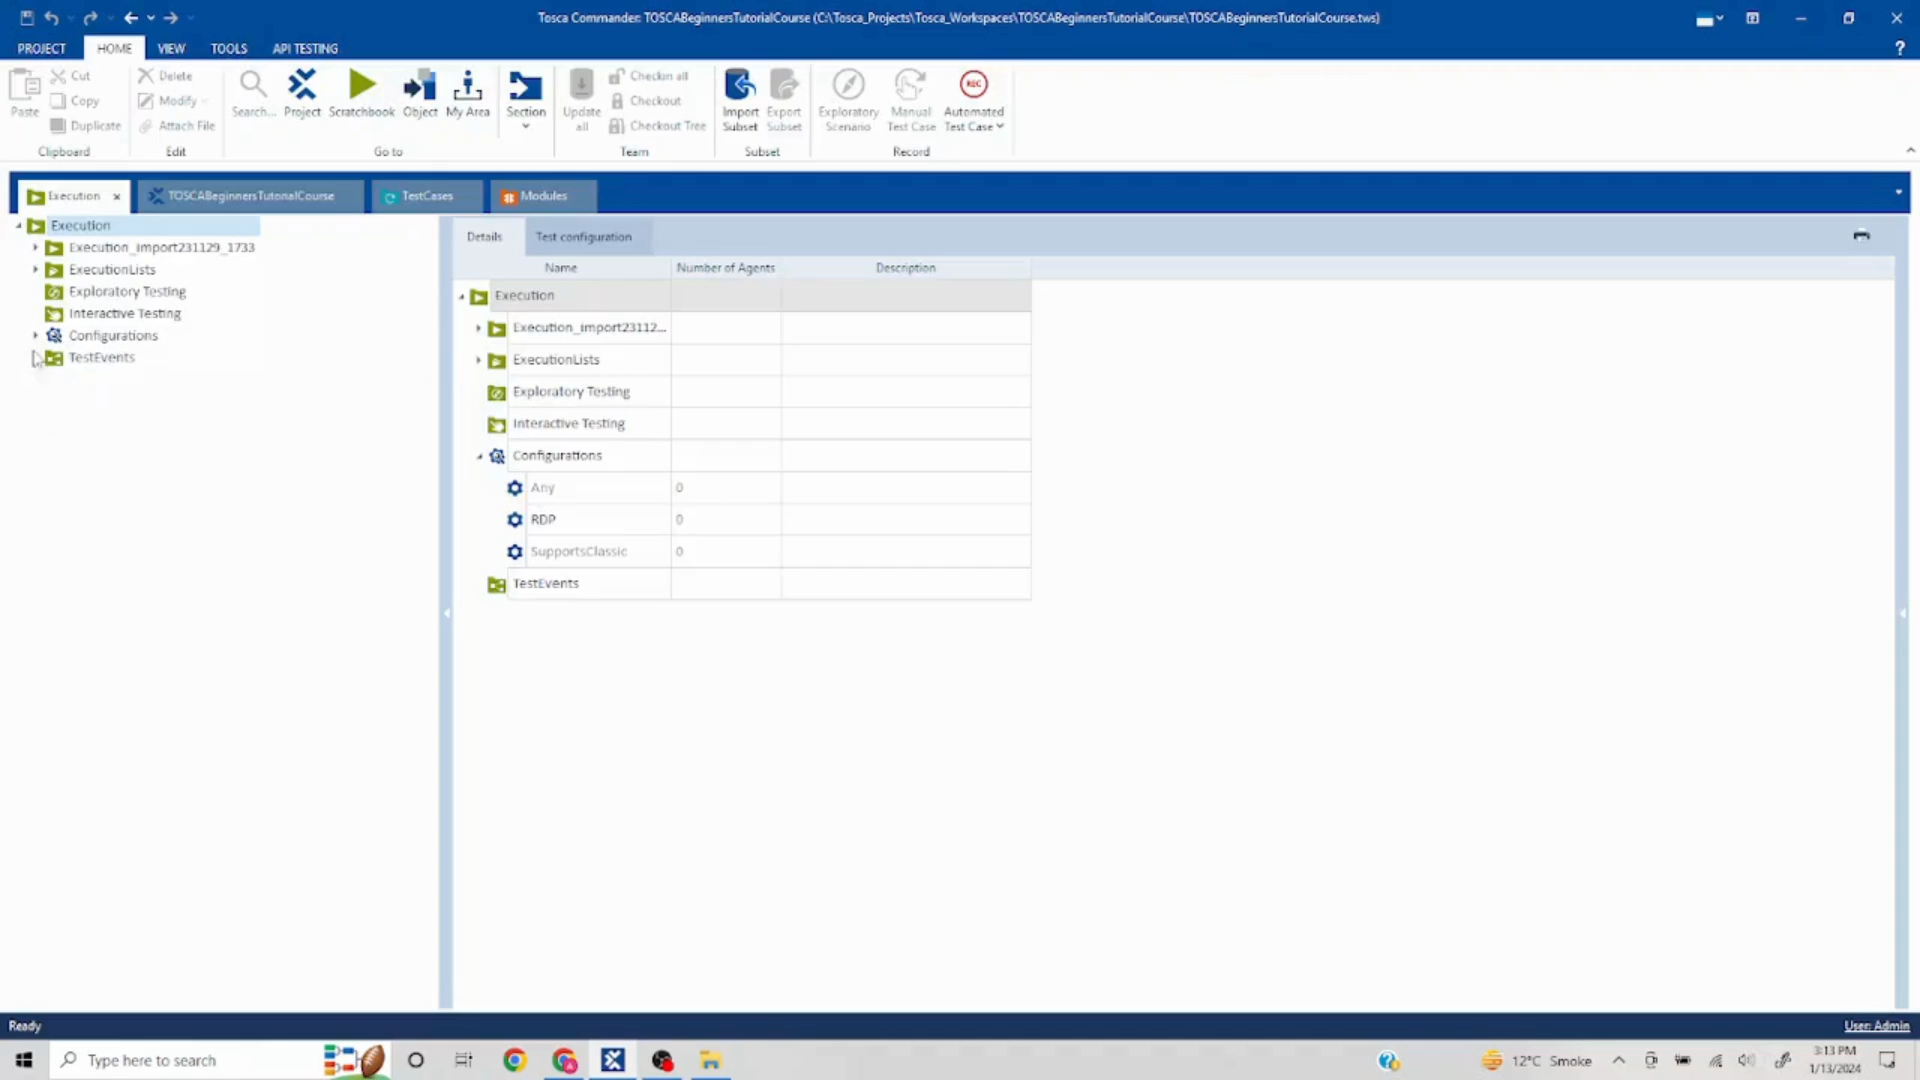 Tosca Commander: TOSCABeginnersTutorialCourse (C:\Tosca_Projects\Tosca_Workspaces\TOSCABeginnersTutorialCourse\TOSCABeginnersTutorialCourse.tws)
PROJECT HOME VIEW TOOLS API TESTING ?
Paste Cut Copy Duplicate Clipboard
Delete Modify Attach File Edit
Search... Project Scratchbook Object My Area Go to
Section
Update all Checkin all Checkout Checkout Tree Team
Import Subset Export Subset Subset
Exploratory Scenario Manual Test Case REC Automated Test Case Record
Execution x TOSCABeginnersTutorialCourse TestCases Modules
Execution
Execution_import231129_1733
ExecutionLists
Exploratory Testing
Interactive Testing
Configurations
TestEvents
Details Test configuration
Name Number of Agents Description
Execution
Execution_import23112...
ExecutionLists
Exploratory Testing
Interactive Testing
Configurations
Any 0
RDP 0
SupportsClassic 0
TestEvents
Ready User: Admin
Type here to search 12°C Smoke 3:13 PM
1/13/2024